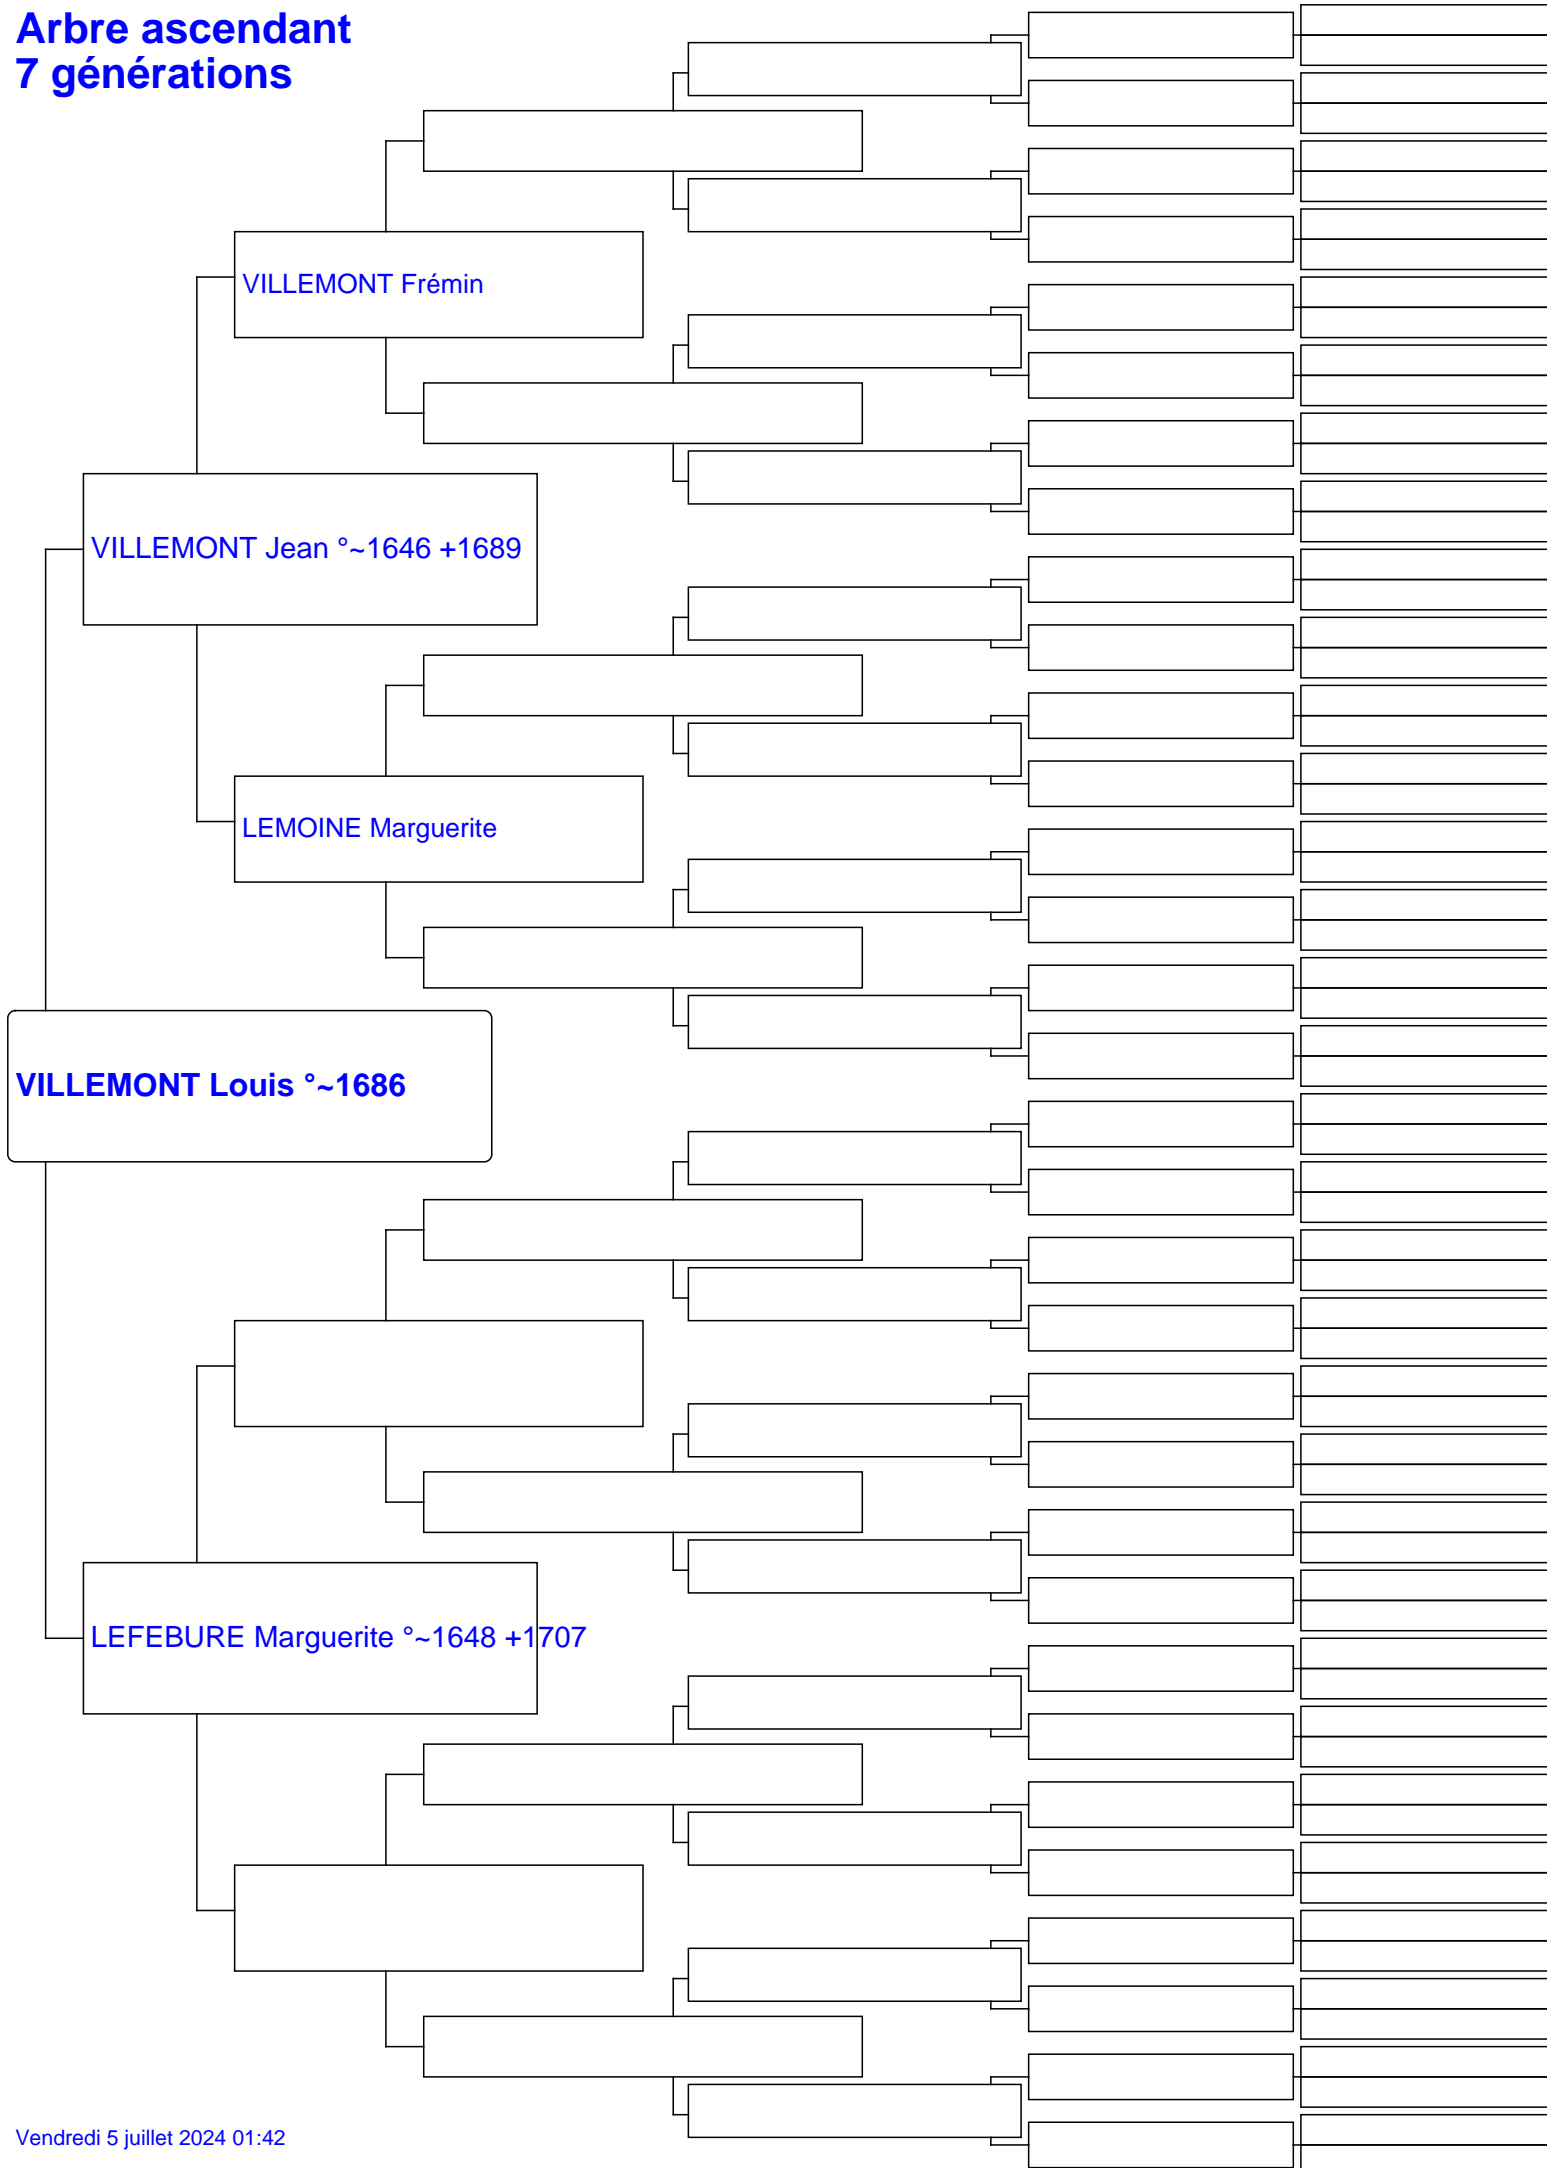 Arbre ascendant
7 générations
VILLEMONT Frémin
VILLEMONT Jean °~1646 +1689
LEMOINE Marguerite
VILLEMONT Louis °~1686
LEFEBURE Marguerite °~1648 +1707
Vendredi 5 juillet 2024 01:42